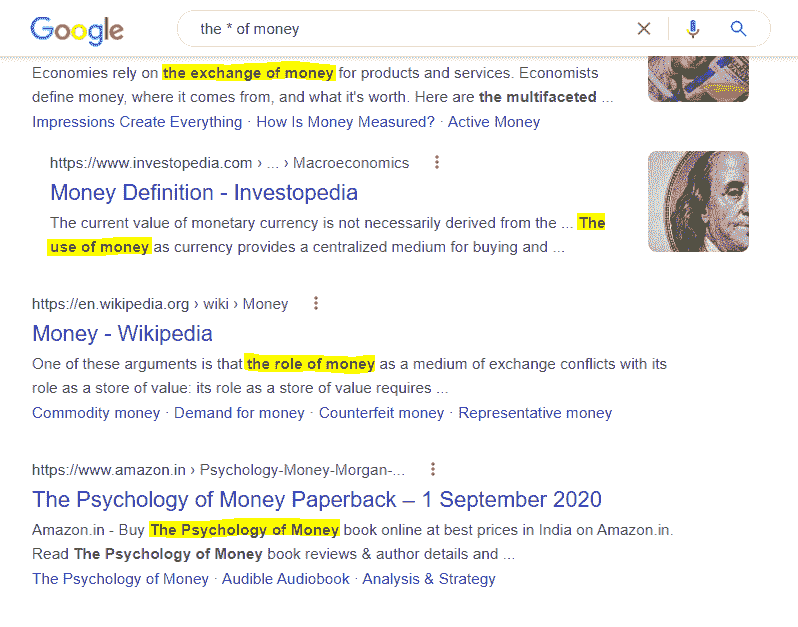 Google
the * of money
Economies rely on the exchange of money for products and services. Economists
define money, where it comes from, and what it's worth. Here are the multifaceted ...
Impressions Create Everything · How Is Money Measured? · Active Money
https://www.investopedia.com › ... › Macroeconomics
Money Definition - Investopedia
The current value of monetary currency is not necessarily derived from the ... The
use of money as currency provides a centralized medium for buying and ...
https://en.wikipedia.org › wiki › Money
Money - Wikipedia
One of these arguments is that the role of money as a medium of exchange conflicts with its
role as a store of value: its role as a store of value requires ...
Commodity money · Demand for money · Counterfeit money · Representative money
https://www.amazon.in › Psychology-Money-Morgan-...
The Psychology of Money Paperback – 1 September 2020
Amazon.in - Buy The Psychology of Money book online at best prices in India on Amazon.in.
Read The Psychology of Money book reviews & author details and ...
The Psychology of Money · Audible Audiobook · Analysis & Strategy